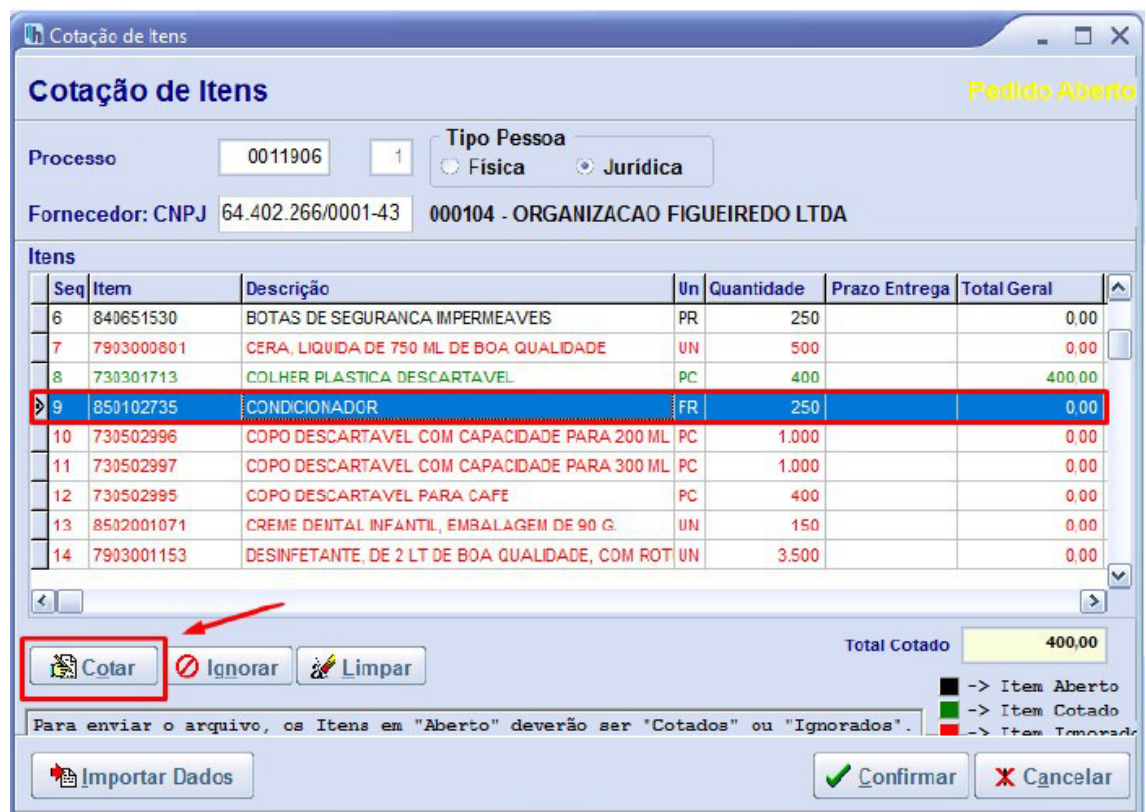 Cotação de Itens
Cotação de Itens Pedido Aberto
Processo 0011906 1 Tipo Pessoa Física Jurídica
Fornecedor: CNPJ 64.402.266/0001-43 000104 - ORGANIZACAO FIGUEIREDO LTDA
Itens
Seq Item Descrição Un Quantidade Prazo Entrega Total Geral
6 840651530 BOTAS DE SEGURANCA IMPERMEAVEIS PR 250 0,00
7 7903000801 CERA, LIQUIDA DE 750 ML DE BOA QUALIDADE UN 500 0,00
8 730301713 COLHER PLASTICA DESCARTAVEL PC 400 400,00
9 850102735 CONDICIONADOR FR 250 0,00
10 730502996 COPO DESCARTAVEL COM CAPACIDADE PARA 200 ML PC 1.000 0,00
11 730502997 COPO DESCARTAVEL COM CAPACIDADE PARA 300 ML PC 1.000 0,00
12 730502995 COPO DESCARTAVEL PARA CAFE PC 400 0,00
13 8502001071 CREME DENTAL INFANTIL, EMBALAGEM DE 90 G. UN 150 0,00
14 7903001153 DESINFETANTE, DE 2 LT DE BOA QUALIDADE, COM ROT UN 3.500 0,00
Total Cotado 400,00
Cotar Ignorar Limpar
-> Item Aberto
-> Item Cotado
-> Item Ignorado
Para enviar o arquivo, os Itens em "Aberto" deverão ser "Cotados" ou "Ignorados".
Importar Dados Confirmar Cancelar